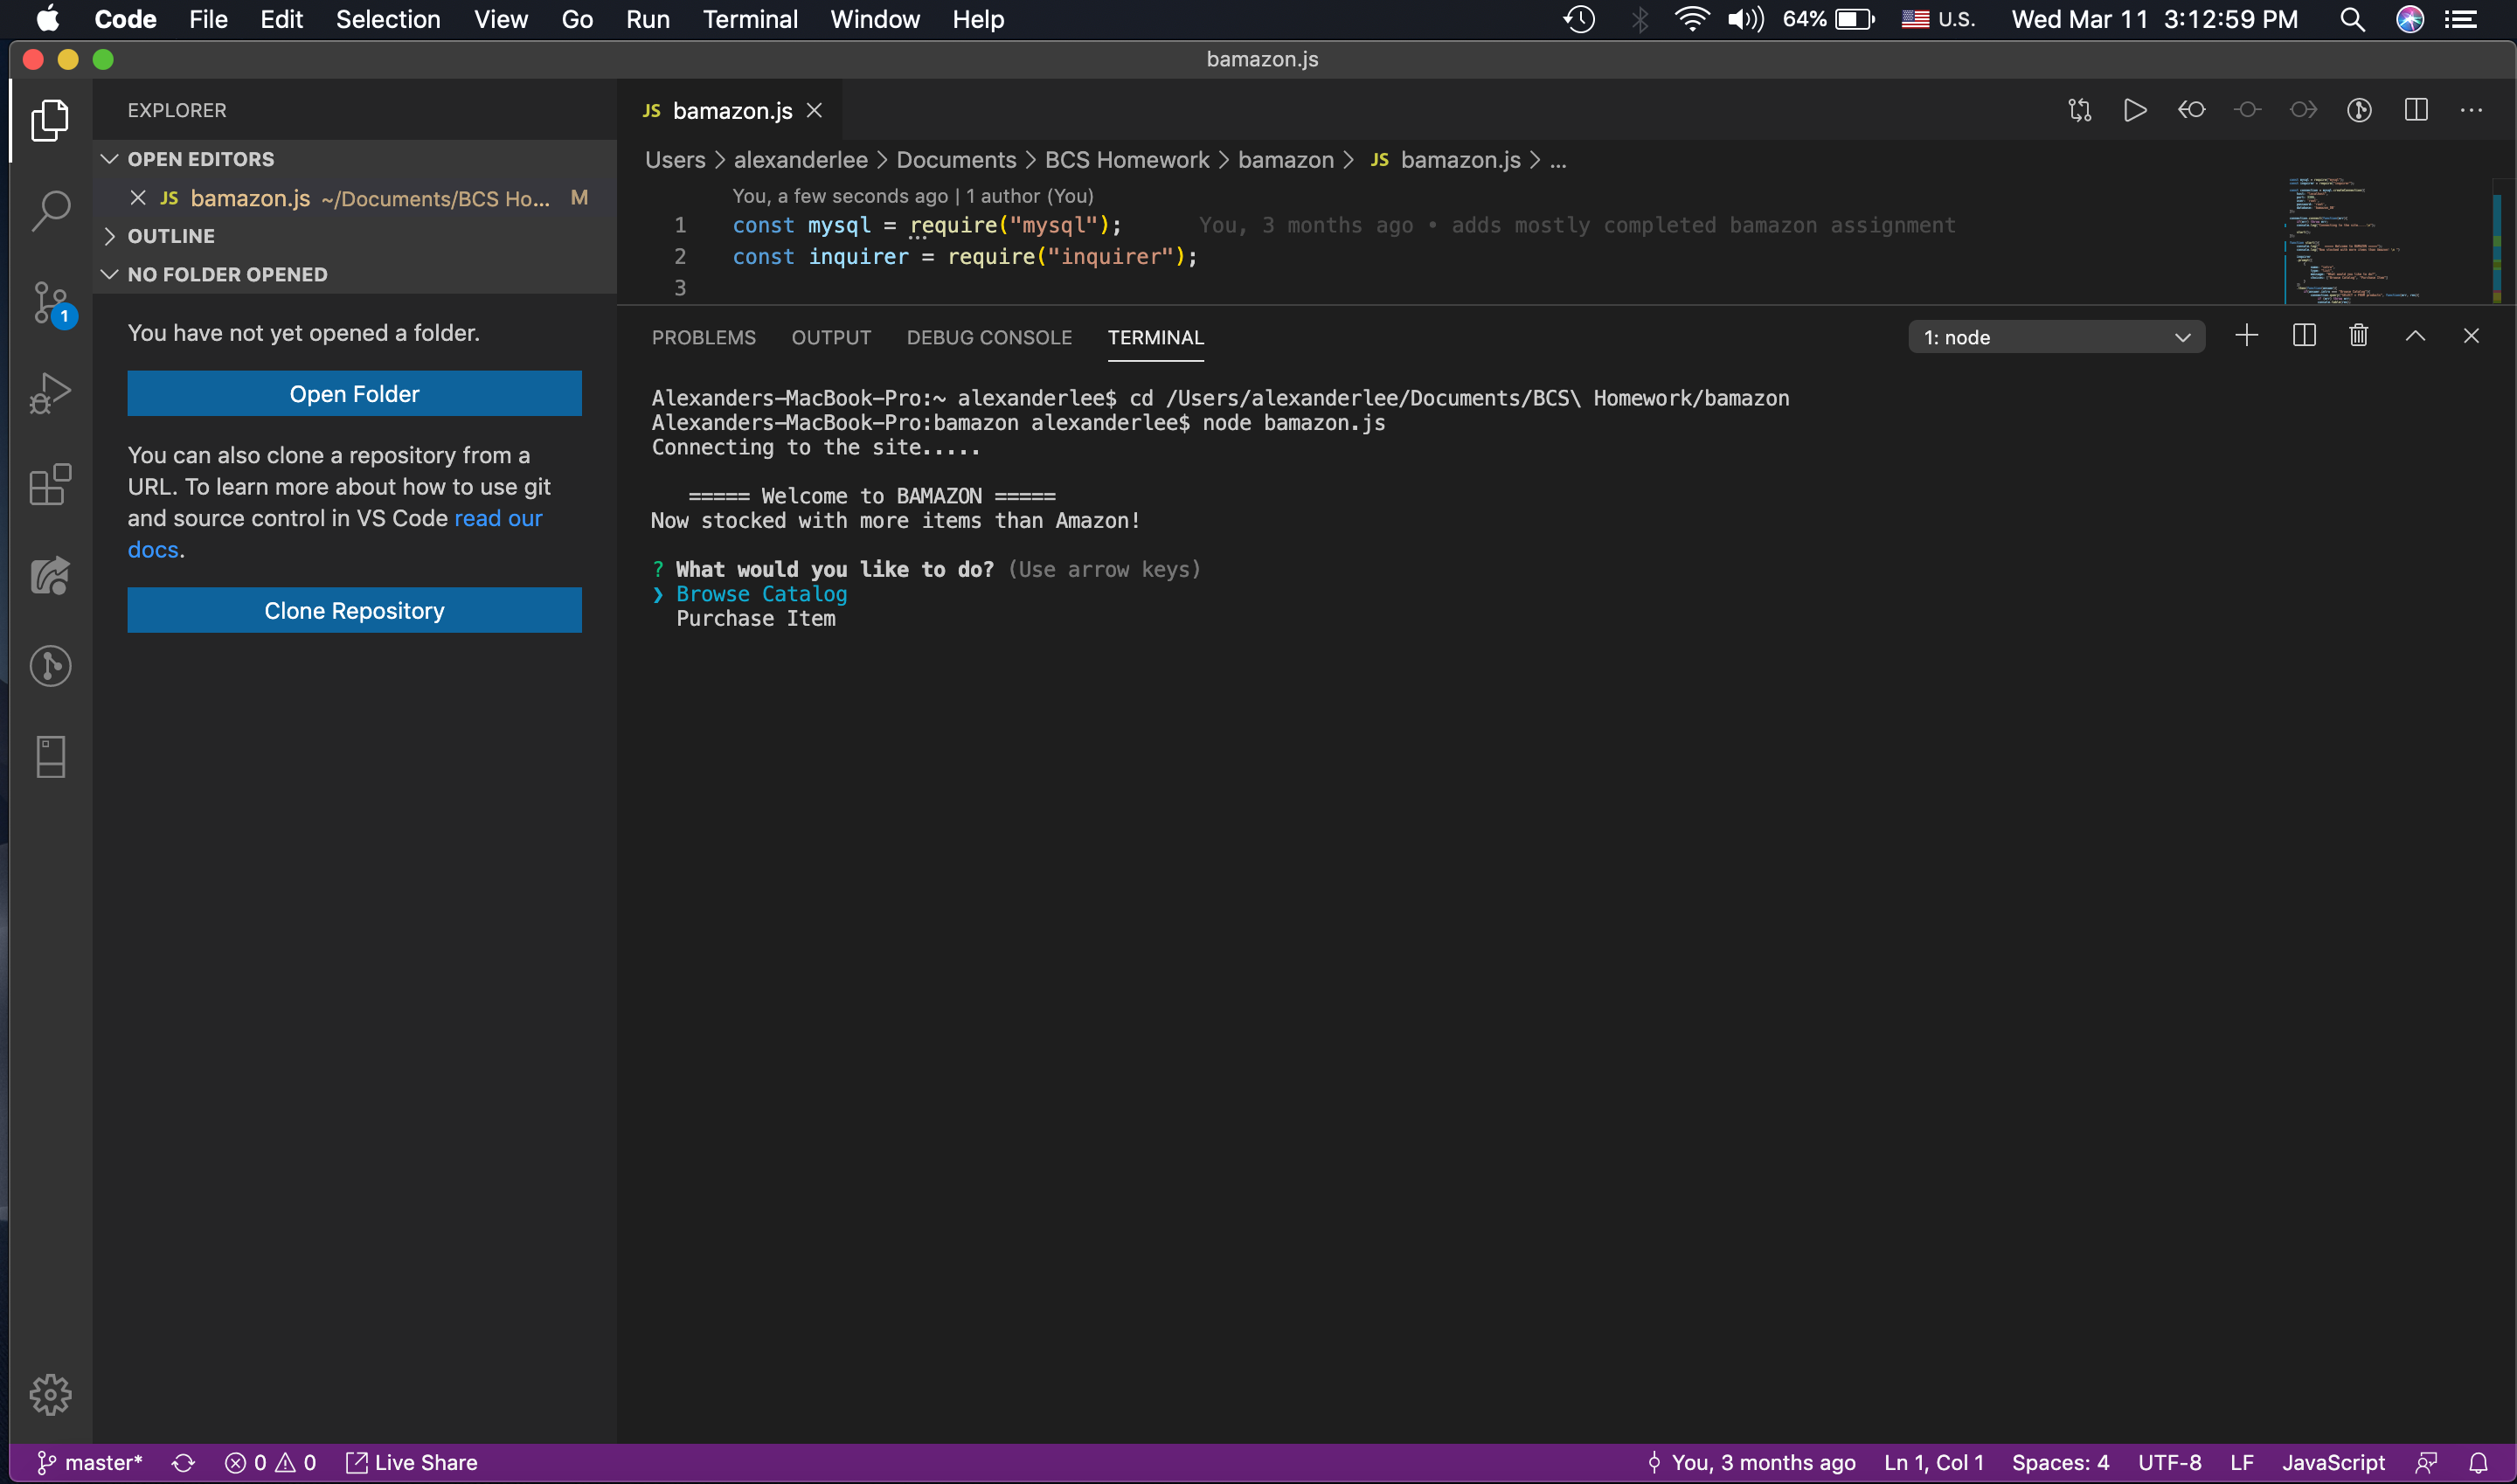 Code File Edit Selection View Go Run Terminal Window Help 64% U.S. Wed Mar 11 3:12:59 PM
bamazon.js
EXPLORER
OPEN EDITORS
JS bamazon.js ~/Documents/BCS Ho... M
OUTLINE
NO FOLDER OPENED
You have not yet opened a folder.
Open Folder
You can also clone a repository from a
URL. To learn more about how to use git
and source control in VS Code read our
docs.
Clone Repository
1
JS bamazon.js
Users > alexanderlee > Documents > BCS Homework > bamazon > JS bamazon.js > ...
You, a few seconds ago | 1 author (You)
1 const mysql = require("mysql"); You, 3 months ago • adds mostly completed bamazon assignment
2 const inquirer = require("inquirer");
3
PROBLEMS OUTPUT DEBUG CONSOLE TERMINAL 1: node
Alexanders-MacBook-Pro:~ alexanderlee$ cd /Users/alexanderlee/Documents/BCS\ Homework/bamazon
Alexanders-MacBook-Pro:bamazon alexanderlee$ node bamazon.js
Connecting to the site.....
===== Welcome to BAMAZON =====
Now stocked with more items than Amazon!
? What would you like to do? (Use arrow keys)
❯ Browse Catalog
Purchase Item
master* 0 0 Live Share You, 3 months ago Ln 1, Col 1 Spaces: 4 UTF-8 LF JavaScript